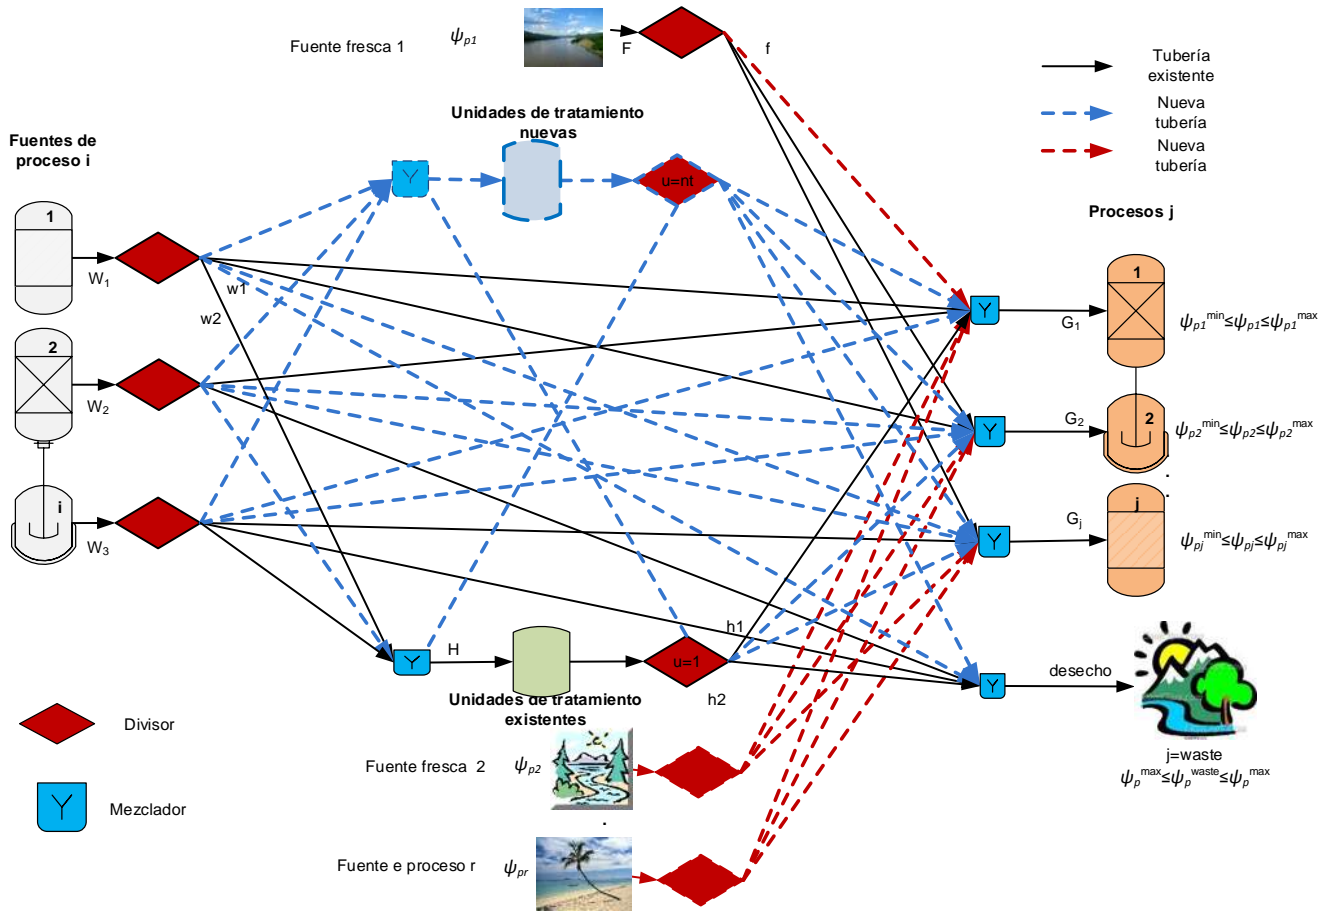 Fuente fresca 1
ψp1
F
f
Tubería
existente
Nueva
tubería
Nueva
tubería
Unidades de tratamiento
nuevas
Fuentes de
proceso i
Y
u=nt
Procesos j
1
W1
w1
w2
1
Y
G1
ψp1min≤ψp1≤ψp1max
2
W2
Y
G2
2
ψp2min≤ψp2≤ψp2max
.
.
.
i
W3
Y
Gj
j
ψpjmin≤ψpj≤ψpjmax
Y
H
u=1
h1
h2
Y
desecho
Unidades de tratamiento
existentes
j=waste
ψpmax≤ψpwaste≤ψpmax
Divisor
Fuente fresca 2
ψp2
.
Y
Mezclador
Fuente e proceso r
ψpr